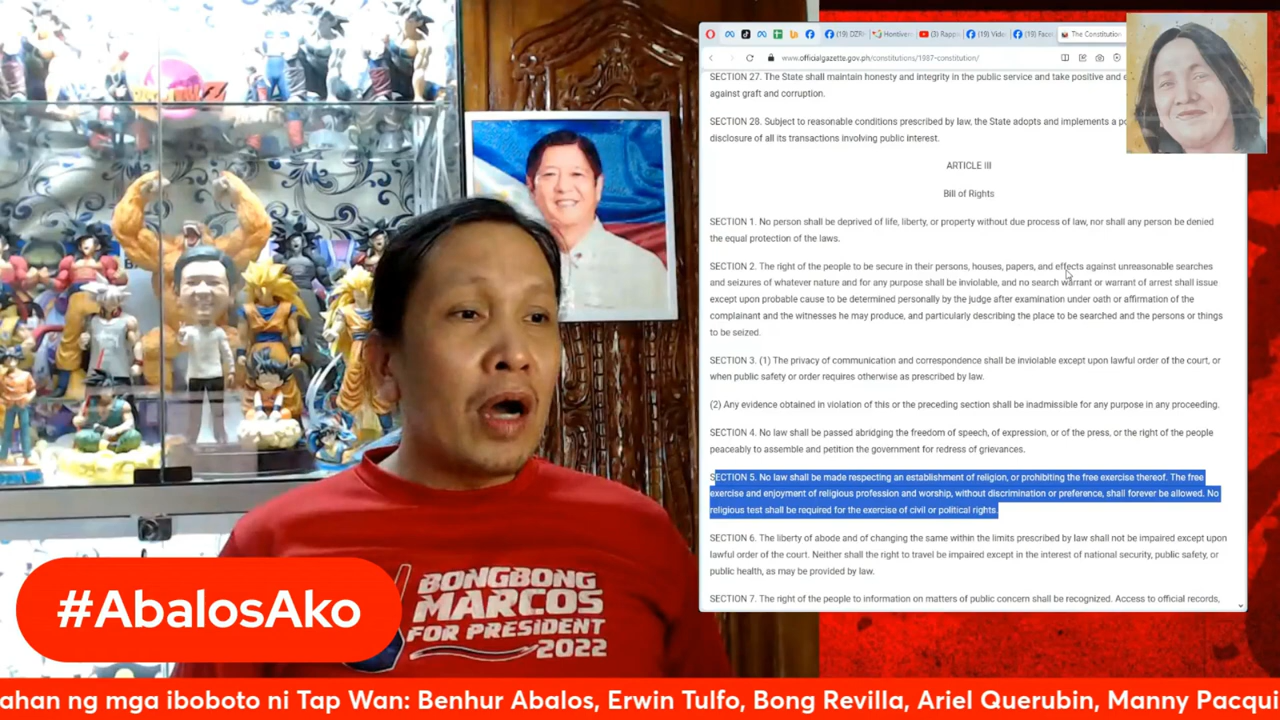 (19) DZRH
Hontiver
(3) Rapp
(19) Vide
(19) Face
The Constitution
www.officialgazette.gov.ph/constitutions/1987-constitution/
SECTION 27. The State shall maintain honesty and integrity in the public service and take positive and e
against graft and corruption.
SECTION 28. Subject to reasonable conditions prescribed by law, the State adopts and implements a po
disclosure of all its transactions involving public interest.
ARTICLE III
Bill of Rights
SECTION 1. No person shall be deprived of life, liberty, or property without due process of law, nor shall any person be denied
the equal protection of the laws.
SECTION 2. The right of the people to be secure in their persons, houses, papers, and effects against unreasonable searches
and seizures of whatever nature and for any purpose shall be inviolable, and no search warrant or warrant of arrest shall issue
except upon probable cause to be determined personally by the judge after examination under oath or affirmation of the
complainant and the witnesses he may produce, and particularly describing the place to be searched and the persons or things
to be seized.
SECTION 3. (1) The privacy of communication and correspondence shall be inviolable except upon lawful order of the court, or
when public safety or order requires otherwise as prescribed by law.
(2) Any evidence obtained in violation of this or the preceding section shall be inadmissible for any purpose in any proceeding.
SECTION 4. No law shall be passed abridging the freedom of speech, of expression, or of the press, or the right of the people
peaceably to assemble and petition the government for redress of grievances.
SECTION 5. No law shall be made respecting an establishment of religion, or prohibiting the free exercise thereof. The free
exercise and enjoyment of religious profession and worship, without discrimination or preference, shall forever be allowed. No
religious test shall be required for the exercise of civil or political rights.
SECTION 6. The liberty of abode and of changing the same within the limits prescribed by law shall not be impaired except upon
lawful order of the court. Neither shall the right to travel be impaired except in the interest of national security, public safety, or
public health, as may be provided by law.
SECTION 7. The right of the people to information on matters of public concern shall be recognized. Access to official records,
#AbalosAko
BONGBONG
MARCOS
FOR PRESIDENT
2022
ahan ng mga iboboto ni Tap Wan: Benhur Abalos, Erwin Tulfo, Bong Revilla, Ariel Querubin, Manny Pacqui